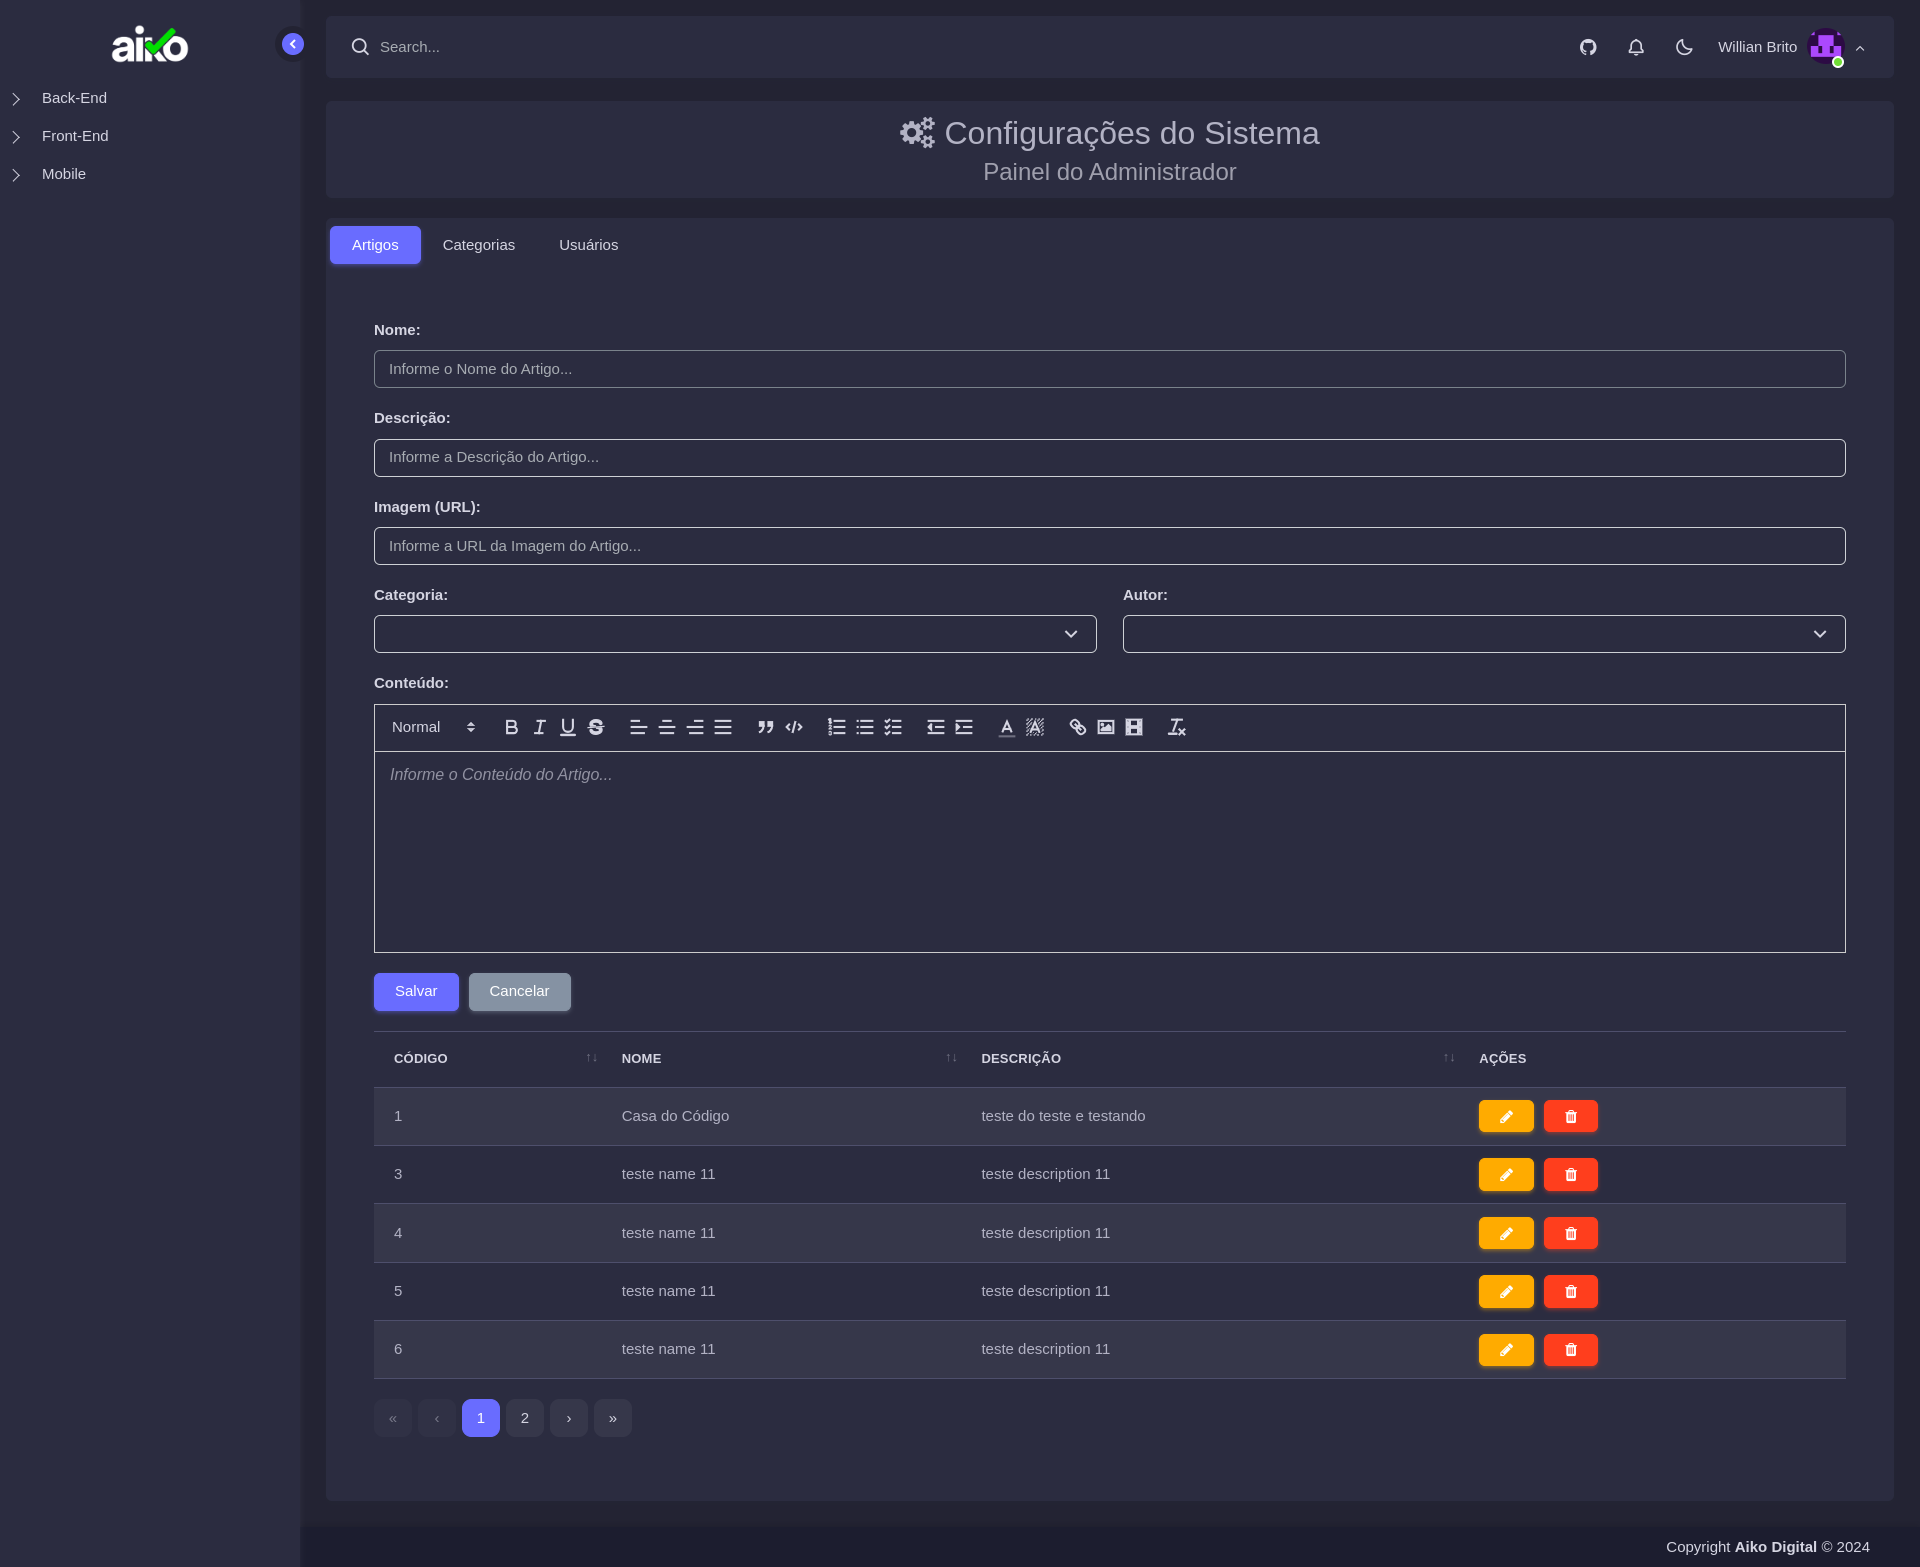 aiko
Search...
Willian Brito
Back-End
Front-End
Mobile
Configurações do Sistema
Painel do Administrador
Artigos Categorias Usuários
Nome:
Informe o Nome do Artigo...
Descrição:
Informe a Descrição do Artigo...
Imagem (URL):
Informe a URL da Imagem do Artigo...
Categoria: Autor:
Conteúdo:
Normal
Informe o Conteúdo do Artigo...
Salvar Cancelar
CÓDIGO ↑↓ NOME ↑↓ DESCRIÇÃO ↑↓ AÇÕES
1 Casa do Código teste do teste e testando
3 teste name 11 teste description 11
4 teste name 11 teste description 11
5 teste name 11 teste description 11
6 teste name 11 teste description 11
« ‹ 1 2 › »
Copyright Aiko Digital © 2024